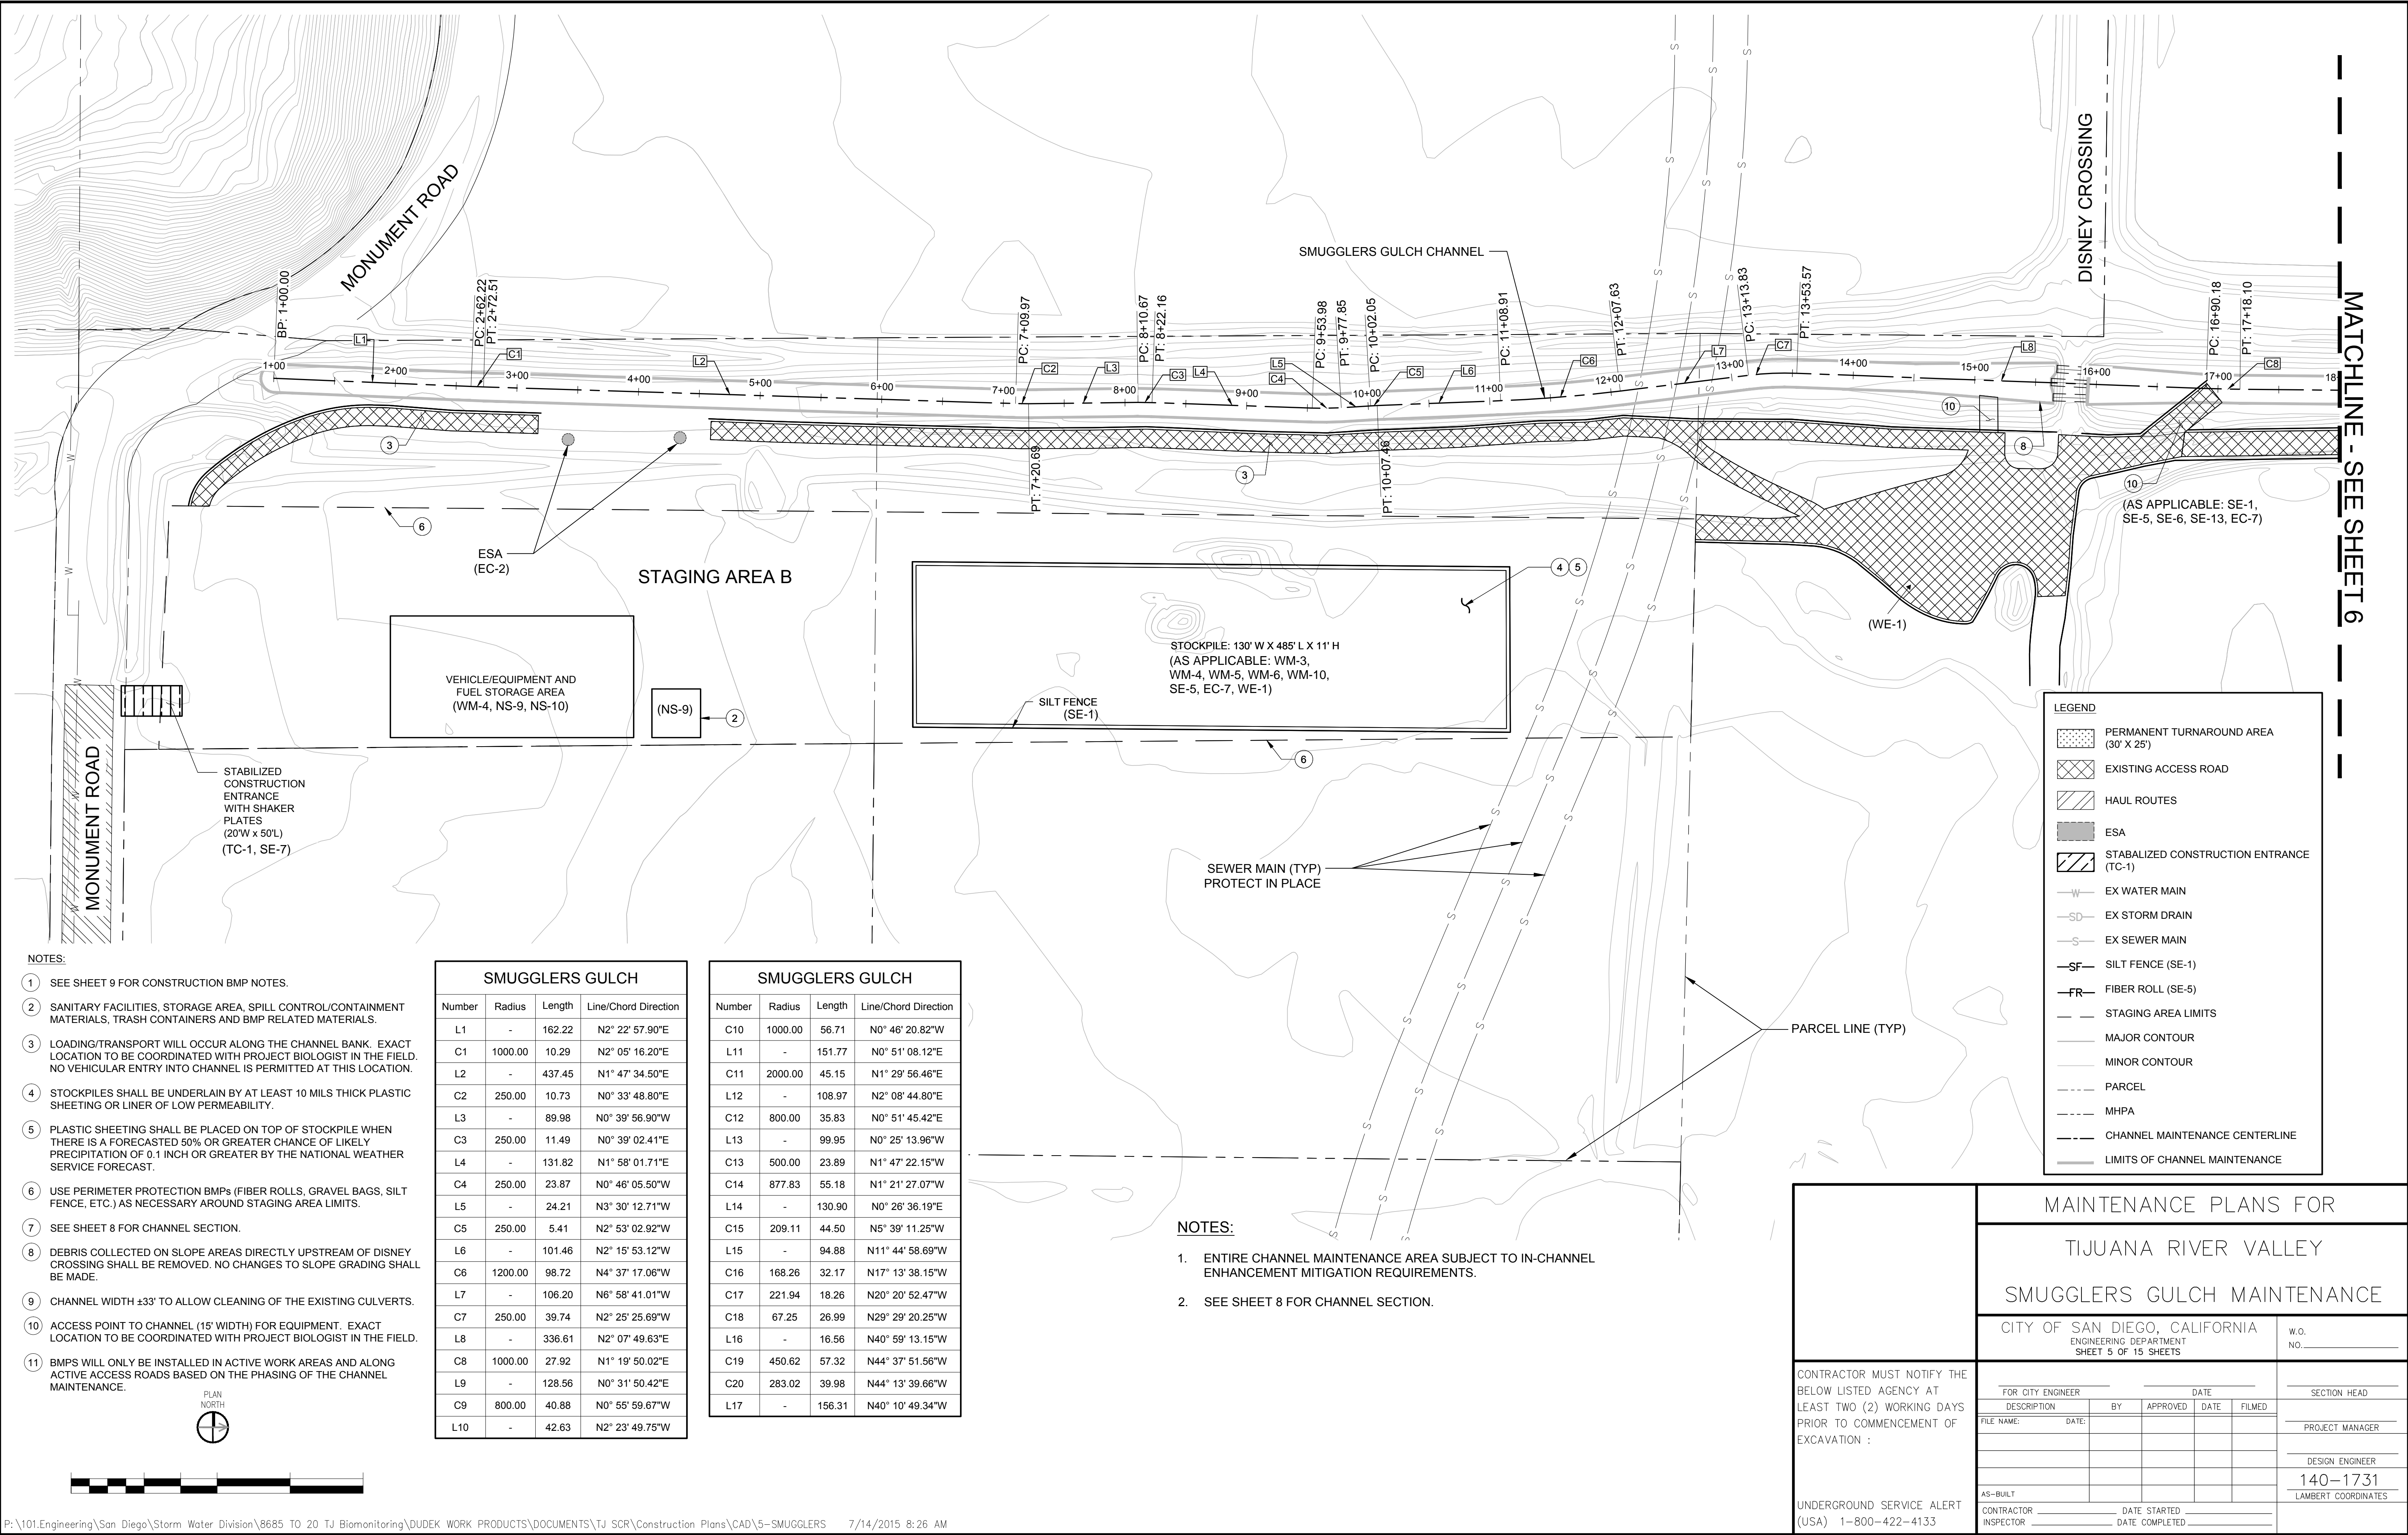 MONUMENT ROAD
DISNEY CROSSING
MATCHLINE - SEE SHEET 6
SMUGGLERS GULCH CHANNEL
BP: 1+00.00
PC: 2+62.22
PT: 2+72.51
PC: 7+09.97
PC: 8+10.67
PT: 8+22.16
PC: 9+53.98
PT: 9+77.85
PC: 10+02.05
PC: 11+08.91
PT: 12+07.63
PC: 13+13.83
PT: 13+53.57
PC: 16+90.18
PT: 17+18.10
L1
C1
L2
C2
L3
C3
L4
L5
C4
C5
L6
C6
L7
C7
L8
C8
1+00
2+00
3+00
4+00
5+00
6+00
7+00
8+00
9+00
10+00
11+00
12+00
13+00
14+00
15+00
16+00
17+00
18
PT: 7+20.69
PT: 10+07.46
3
3
10
8
10
(AS APPLICABLE: SE-1,
SE-5, SE-6, SE-13, EC-7)
6
ESA
(EC-2)
STAGING AREA B
4 5
(WE-1)
VEHICLE/EQUIPMENT AND
FUEL STORAGE AREA
(WM-4, NS-9, NS-10)
(NS-9)
2
STOCKPILE: 130' W X 485' L X 11' H
(AS APPLICABLE: WM-3,
WM-4, WM-5, WM-6, WM-10,
SE-5, EC-7, WE-1)
SILT FENCE
(SE-1)
6
MONUMENT ROAD
STABILIZED
CONSTRUCTION
ENTRANCE
WITH SHAKER
PLATES
(20'W x 50'L)
(TC-1, SE-7)
SEWER MAIN (TYP)
PROTECT IN PLACE
PARCEL LINE (TYP)
LEGEND
PERMANENT TURNAROUND AREA
(30' X 25')
EXISTING ACCESS ROAD
HAUL ROUTES
ESA
STABALIZED CONSTRUCTION ENTRANCE
(TC-1)
W EX WATER MAIN
SD EX STORM DRAIN
S EX SEWER MAIN
SF SILT FENCE (SE-1)
FR FIBER ROLL (SE-5)
STAGING AREA LIMITS
MAJOR CONTOUR
MINOR CONTOUR
PARCEL
MHPA
CHANNEL MAINTENANCE CENTERLINE
LIMITS OF CHANNEL MAINTENANCE
NOTES:
1 SEE SHEET 9 FOR CONSTRUCTION BMP NOTES.
2 SANITARY FACILITIES, STORAGE AREA, SPILL CONTROL/CONTAINMENT
MATERIALS, TRASH CONTAINERS AND BMP RELATED MATERIALS.
3 LOADING/TRANSPORT WILL OCCUR ALONG THE CHANNEL BANK. EXACT
LOCATION TO BE COORDINATED WITH PROJECT BIOLOGIST IN THE FIELD.
NO VEHICULAR ENTRY INTO CHANNEL IS PERMITTED AT THIS LOCATION.
4 STOCKPILES SHALL BE UNDERLAIN BY AT LEAST 10 MILS THICK PLASTIC
SHEETING OR LINER OF LOW PERMEABILITY.
5 PLASTIC SHEETING SHALL BE PLACED ON TOP OF STOCKPILE WHEN
THERE IS A FORECASTED 50% OR GREATER CHANCE OF LIKELY
PRECIPITATION OF 0.1 INCH OR GREATER BY THE NATIONAL WEATHER
SERVICE FORECAST.
6 USE PERIMETER PROTECTION BMPs (FIBER ROLLS, GRAVEL BAGS, SILT
FENCE, ETC.) AS NECESSARY AROUND STAGING AREA LIMITS.
7 SEE SHEET 8 FOR CHANNEL SECTION.
8 DEBRIS COLLECTED ON SLOPE AREAS DIRECTLY UPSTREAM OF DISNEY
CROSSING SHALL BE REMOVED. NO CHANGES TO SLOPE GRADING SHALL
BE MADE.
9 CHANNEL WIDTH ±33' TO ALLOW CLEANING OF THE EXISTING CULVERTS.
10 ACCESS POINT TO CHANNEL (15' WIDTH) FOR EQUIPMENT. EXACT
LOCATION TO BE COORDINATED WITH PROJECT BIOLOGIST IN THE FIELD.
11 BMPS WILL ONLY BE INSTALLED IN ACTIVE WORK AREAS AND ALONG
ACTIVE ACCESS ROADS BASED ON THE PHASING OF THE CHANNEL
MAINTENANCE.
PLAN
NORTH
SMUGGLERS GULCH
Number Radius Length Line/Chord Direction
L1 - 162.22 N2° 22' 57.90"E
C1 1000.00 10.29 N2° 05' 16.20"E
L2 - 437.45 N1° 47' 34.50"E
C2 250.00 10.73 N0° 33' 48.80"E
L3 - 89.98 N0° 39' 56.90"W
C3 250.00 11.49 N0° 39' 02.41"E
L4 - 131.82 N1° 58' 01.71"E
C4 250.00 23.87 N0° 46' 05.50"W
L5 - 24.21 N3° 30' 12.71"W
C5 250.00 5.41 N2° 53' 02.92"W
L6 - 101.46 N2° 15' 53.12"W
C6 1200.00 98.72 N4° 37' 17.06"W
L7 - 106.20 N6° 58' 41.01"W
C7 250.00 39.74 N2° 25' 25.69"W
L8 - 336.61 N2° 07' 49.63"E
C8 1000.00 27.92 N1° 19' 50.02"E
L9 - 128.56 N0° 31' 50.42"E
C9 800.00 40.88 N0° 55' 59.67"W
L10 - 42.63 N2° 23' 49.75"W
SMUGGLERS GULCH
Number Radius Length Line/Chord Direction
C10 1000.00 56.71 N0° 46' 20.82"W
L11 - 151.77 N0° 51' 08.12"E
C11 2000.00 45.15 N1° 29' 56.46"E
L12 - 108.97 N2° 08' 44.80"E
C12 800.00 35.83 N0° 51' 45.42"E
L13 - 99.95 N0° 25' 13.96"W
C13 500.00 23.89 N1° 47' 22.15"W
C14 877.83 55.18 N1° 21' 27.07"W
L14 - 130.90 N0° 26' 36.19"E
C15 209.11 44.50 N5° 39' 11.25"W
L15 - 94.88 N11° 44' 58.69"W
C16 168.26 32.17 N17° 13' 38.15"W
C17 221.94 18.26 N20° 20' 52.47"W
C18 67.25 26.99 N29° 29' 20.25"W
L16 - 16.56 N40° 59' 13.15"W
C19 450.62 57.32 N44° 37' 51.56"W
C20 283.02 39.98 N44° 13' 39.66"W
L17 - 156.31 N40° 10' 49.34"W
NOTES:
1. ENTIRE CHANNEL MAINTENANCE AREA SUBJECT TO IN-CHANNEL
ENHANCEMENT MITIGATION REQUIREMENTS.
2. SEE SHEET 8 FOR CHANNEL SECTION.
MAINTENANCE PLANS FOR
TIJUANA RIVER VALLEY
SMUGGLERS GULCH MAINTENANCE
CITY OF SAN DIEGO, CALIFORNIA
ENGINEERING DEPARTMENT
SHEET 5 OF 15 SHEETS
W.O.
NO.
CONTRACTOR MUST NOTIFY THE
BELOW LISTED AGENCY AT
LEAST TWO (2) WORKING DAYS
PRIOR TO COMMENCEMENT OF
EXCAVATION :
UNDERGROUND SERVICE ALERT
(USA) 1-800-422-4133
FOR CITY ENGINEER DATE
SECTION HEAD
DESCRIPTION BY APPROVED DATE FILMED
FILE NAME: DATE:
PROJECT MANAGER
DESIGN ENGINEER
140-1731
LAMBERT COORDINATES
AS-BUILT
CONTRACTOR DATE STARTED
INSPECTOR DATE COMPLETED
P:\101.Engineering\San Diego\Storm Water Division\8685 TO 20 TJ Biomonitoring\DUDEK WORK PRODUCTS\DOCUMENTS\TJ SCR\Construction Plans\CAD\5-SMUGGLERS 7/14/2015 8:26 AM